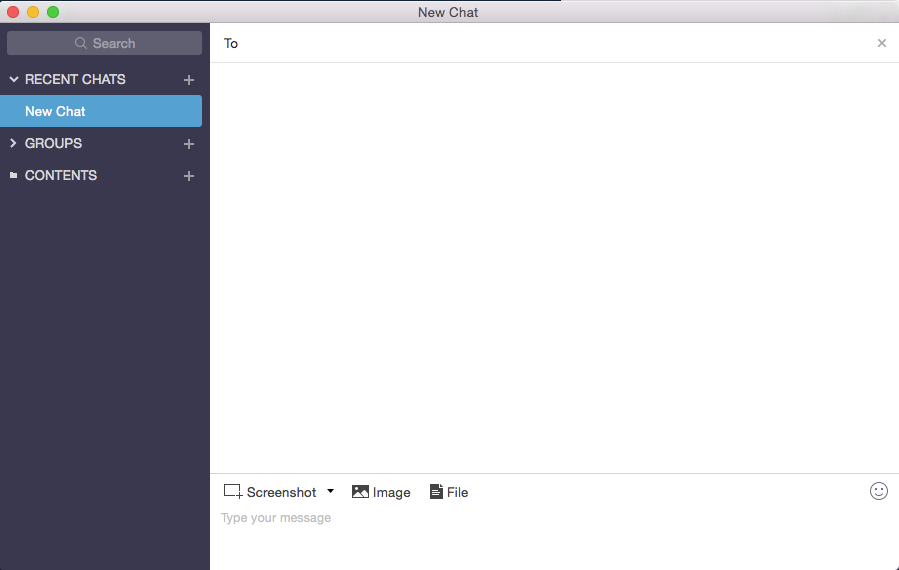 New Chat
Search
To
RECENT CHATS
New Chat
GROUPS
CONTENTS
Screenshot
Image
File
Type your message